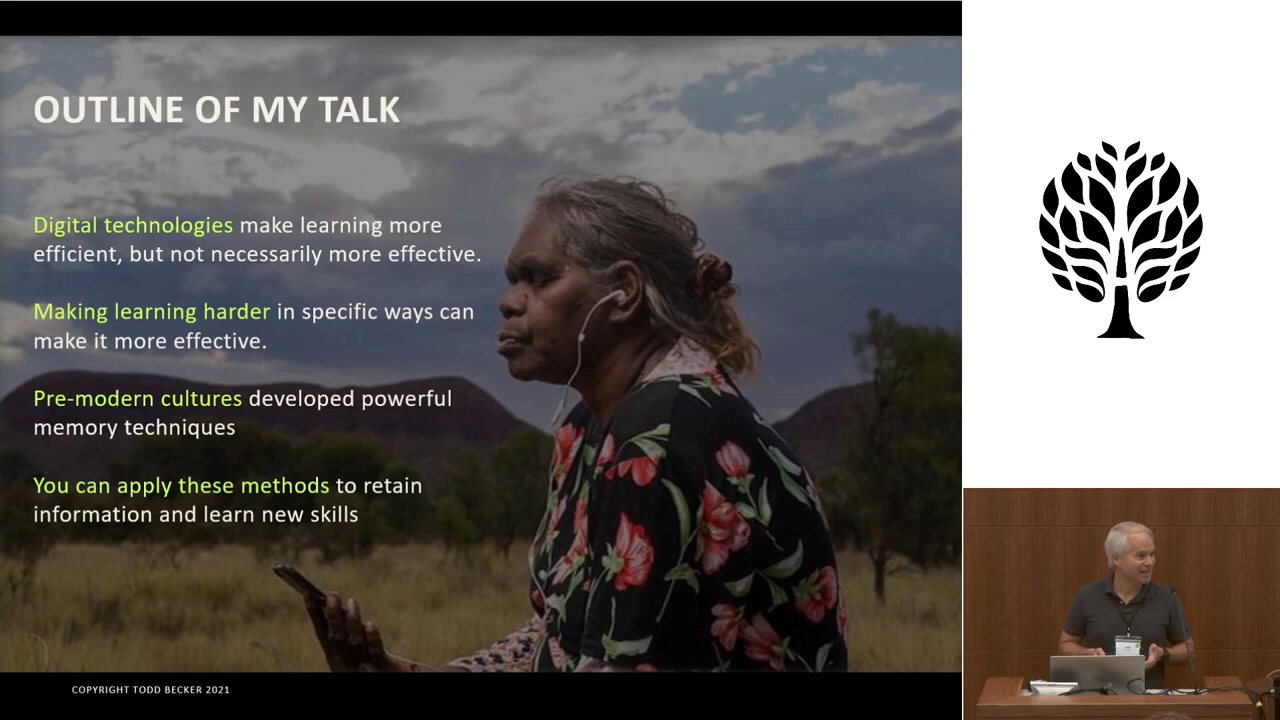 OUTLINE OF MY TALK
Digital technologies make learning more
efficient, but not necessarily more effective.
Making learning harder in specific ways can
make it more effective.
Pre-modern cultures developed powerful
memory techniques
You can apply these methods to retain
information and learn new skills
COPYRIGHT TODD BECKER 2021